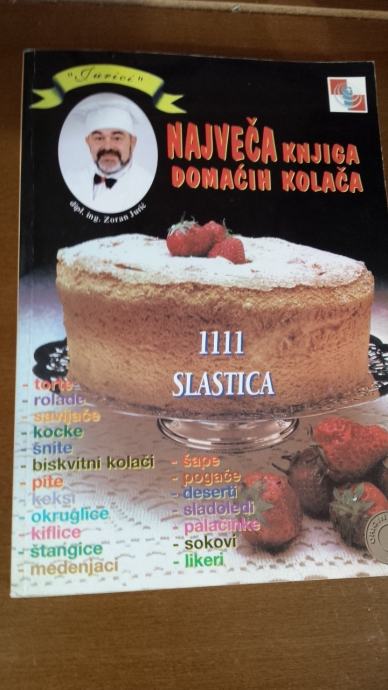 "Jurići"
dipl. ing. Zoran Jurić
NAJVEČA KNJIGA
DOMAĆIH KOLAČA
1111
SLASTICA
- torte
- rolade
- savijače
- kocke
- šnite
- biskvitni kolači
- pite
- keksi
- okruglice
- kiflice
- štangice
- medenjaci
- šape
- pogače
- deserti
- sladoledi
- palačinke
- sokovi
- likeri